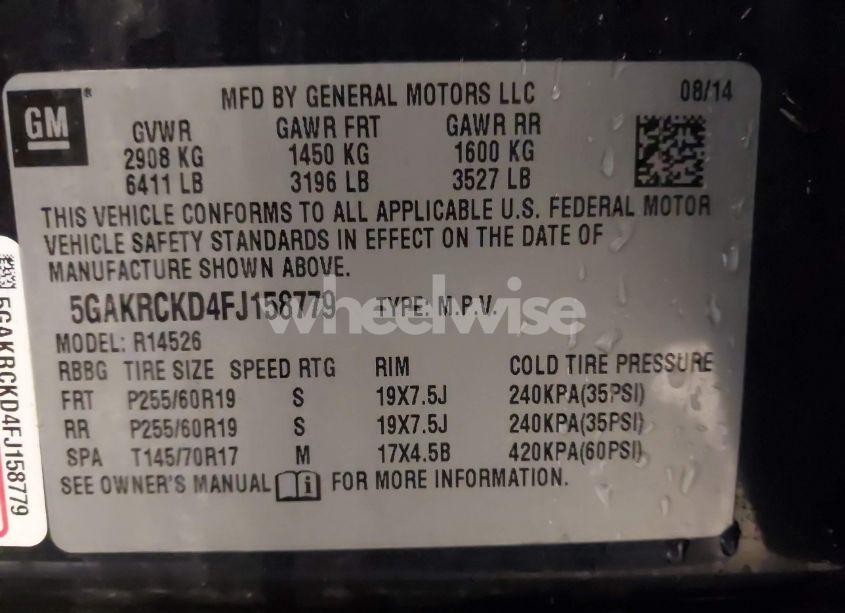 GM
MFD BY GENERAL MOTORS LLC 08/14
GVWR GAWR FRT GAWR RR
2908 KG 1450 KG 1600 KG
6411 LB 3196 LB 3527 LB
THIS VEHICLE CONFORMS TO ALL APPLICABLE U.S. FEDERAL MOTOR
VEHICLE SAFETY STANDARDS IN EFFECT ON THE DATE OF
MANUFACTURE SHOWN ABOVE.
5GAKRCKD4FJ158779 TYPE: M.P.V.
wheelwise
MODEL: R14526
RBBG TIRE SIZE SPEED RTG RIM COLD TIRE PRESSURE
FRT P255/60R19 S 19X7.5J 240KPA(35PSI)
RR P255/60R19 S 19X7.5J 240KPA(35PSI)
SPA T145/70R17 M 17X4.5B 420KPA(60PSI)
SEE OWNER'S MANUAL i FOR MORE INFORMATION.
5GAKRCKD4FJ158779